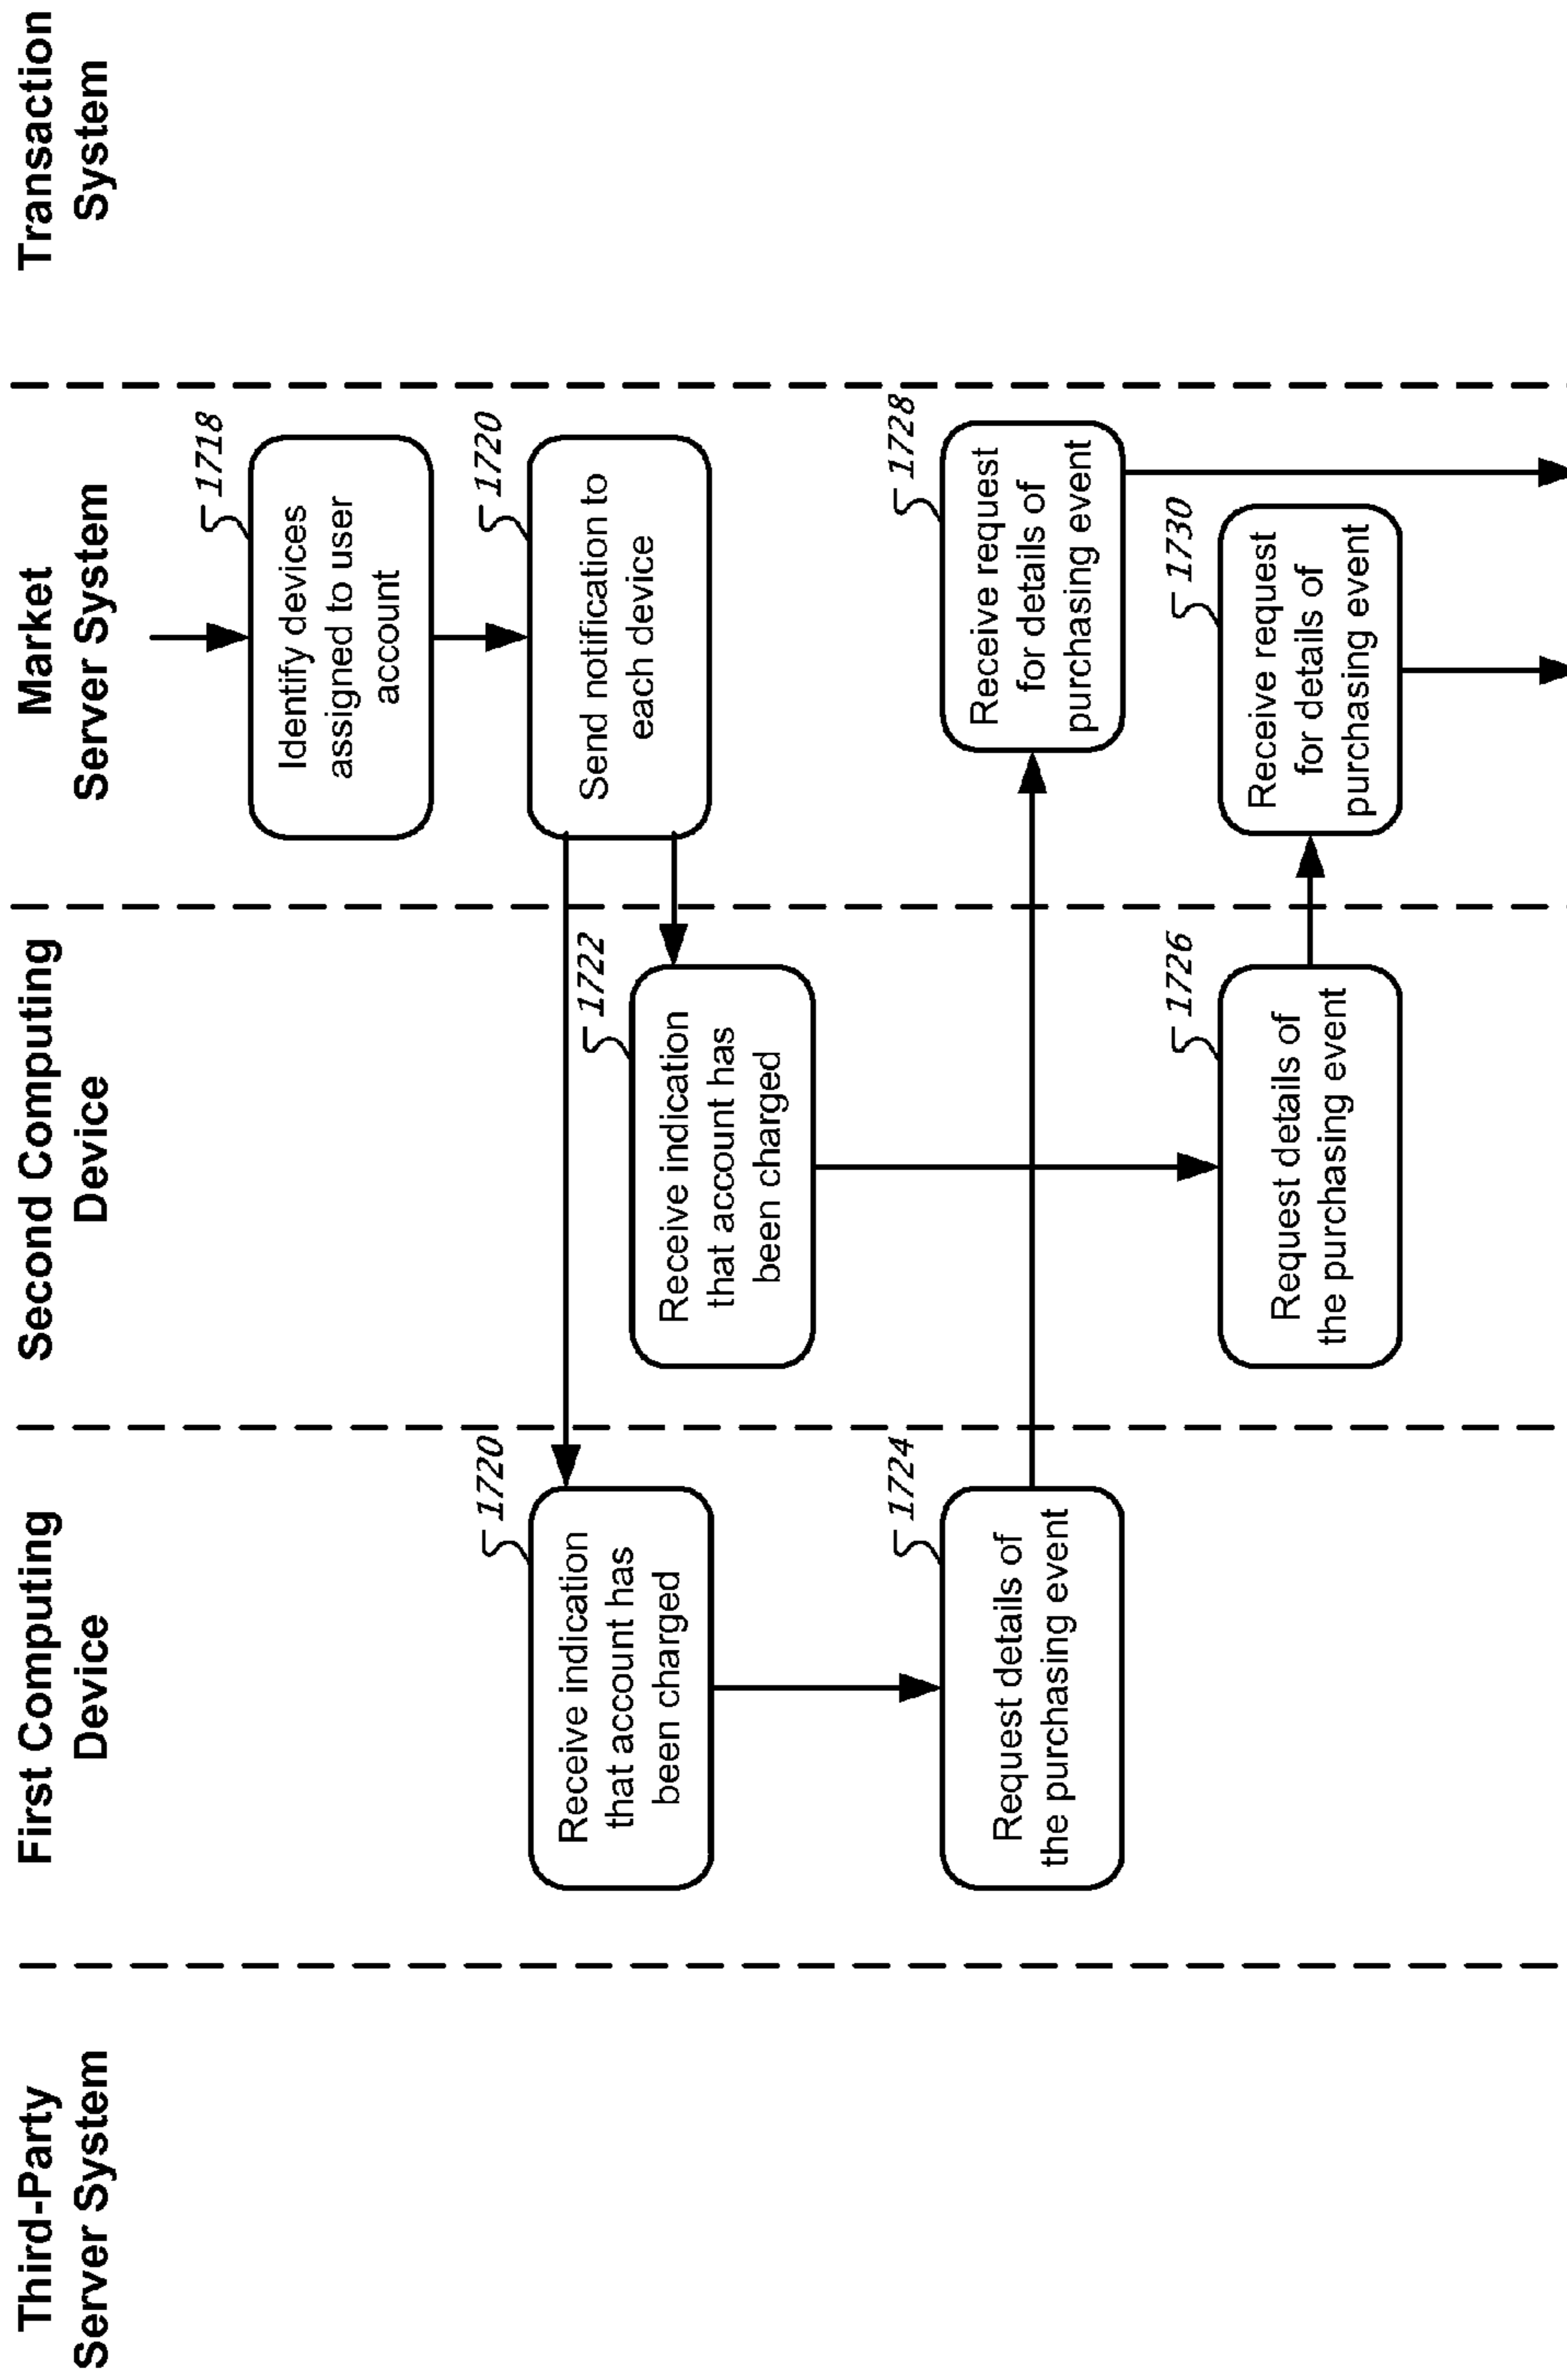 Third-Party
Server System
First Computing
Device
Second Computing
Device
Market
Server System
Transaction
System
1718
Identify devices
assigned to user
account
1720
Send notification to
each device
1720
Receive indication
that account has
been charged
1722
Receive indication
that account has
been charged
1724
Request details of
the purchasing event
1728
Receive request
for details of
purchasing event
1726
Request details of
the purchasing event
1730
Receive request
for details of
purchasing event